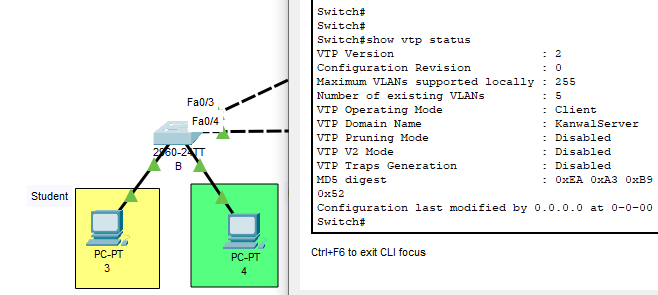 Fa0/3
Fa0/4
2960-24TT
B
Student
PC-PT
3
PC-PT
4
Switch#
Switch#
Switch#show vtp status
VTP Version : 2
Configuration Revision : 0
Maximum VLANs supported locally : 255
Number of existing VLANs : 5
VTP Operating Mode : Client
VTP Domain Name : KanwalServer
VTP Pruning Mode : Disabled
VTP V2 Mode : Disabled
VTP Traps Generation : Disabled
MD5 digest : 0xEA 0xA3 0xB9
0x52
Configuration last modified by 0.0.0.0 at 0-0-00
Switch#
Ctrl+F6 to exit CLI focus